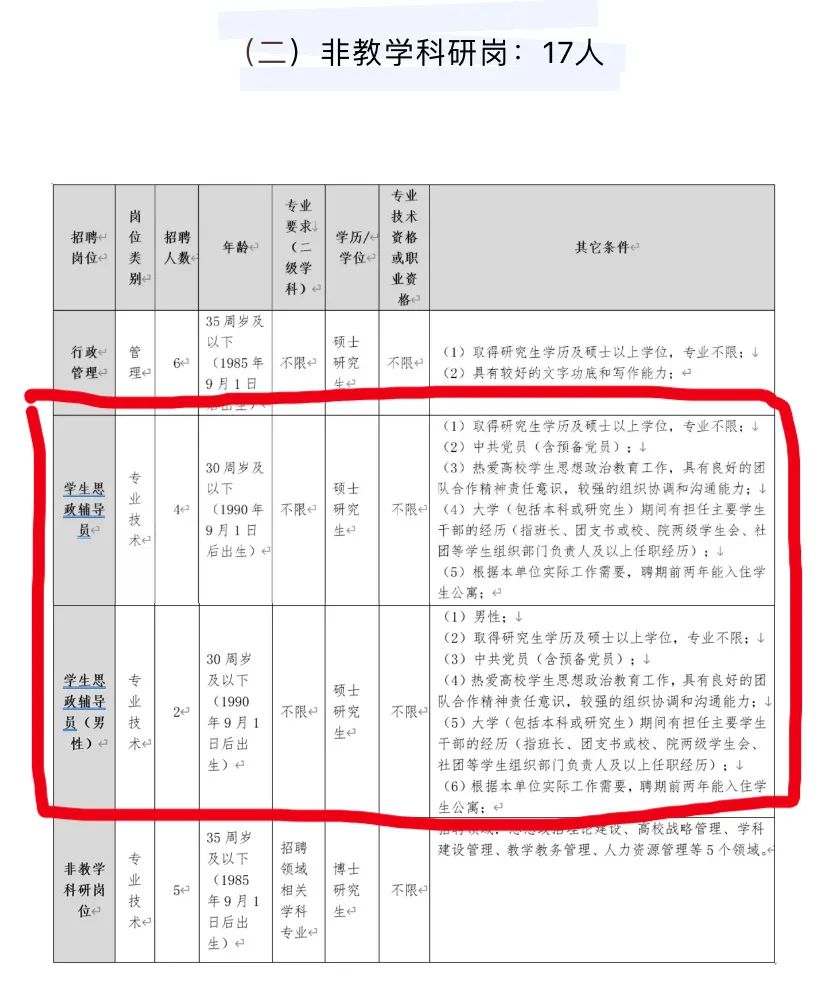 （二）非教学科研岗：17人
招聘
岗位
岗
位
类
别
招聘
人数
年龄
专业
要求
（二
级学
科）
学历/
学位
专业
技术
资格
或职
业资
格
其它条件
行政
管理
管
理
6
35 周岁及
以下
（1985 年
9 月 1 日
后出生）
不限
硕士
研究
生
不限
（1）取得研究生学历及硕士以上学位，专业不限；
（2）具有较好的文字功底和写作能力；
学生思
政辅导
员
专
业
技
术
4
30 周岁及
以下
（1990 年
9 月 1 日
后出生）
不限
硕士
研究
生
不限
（1）取得研究生学历及硕士以上学位，专业不限；
（2）中共党员（含预备党员）；
（3）热爱高校学生思想政治教育工作，具有良好的团
队合作精神责任意识，较强的组织协调和沟通能力；
（4）大学（包括本科或研究生）期间有担任主要学生
干部的经历（指班长、团支书或校、院两级学生会、社
团等学生组织部门负责人及以上任职经历）；
（5）根据本单位实际工作需要，聘期前两年能入住学
生公寓；
学生思
政辅导
员（男
性）
专
业
技
术
2
30 周岁
及以下
（1990
年 9 月 1
日后出
生）
不限
硕士
研究
生
不限
（1）男性；
（2）取得研究生学历及硕士以上学位，专业不限；
（3）中共党员（含预备党员）；
（4）热爱高校学生思想政治教育工作，具有良好的团
队合作精神责任意识，较强的组织协调和沟通能力；
（5）大学（包括本科或研究生）期间有担任主要学生
干部的经历（指班长、团支书或校、院两级学生会、
社团等学生组织部门负责人及以上任职经历）；
（6）根据本单位实际工作需要，聘期前两年能入住学
生公寓；
非教学
科研岗
位
专
业
技
术
5
35 周岁
及以下
（1985
年 9 月 1
日后出
生）
招聘
领域
相关
学科
专业
博士
研究
生
不限
招聘领域：思想政治理论建设、高校战略管理、学科
建设管理、教学教务管理、人力资源管理等 5 个领域。